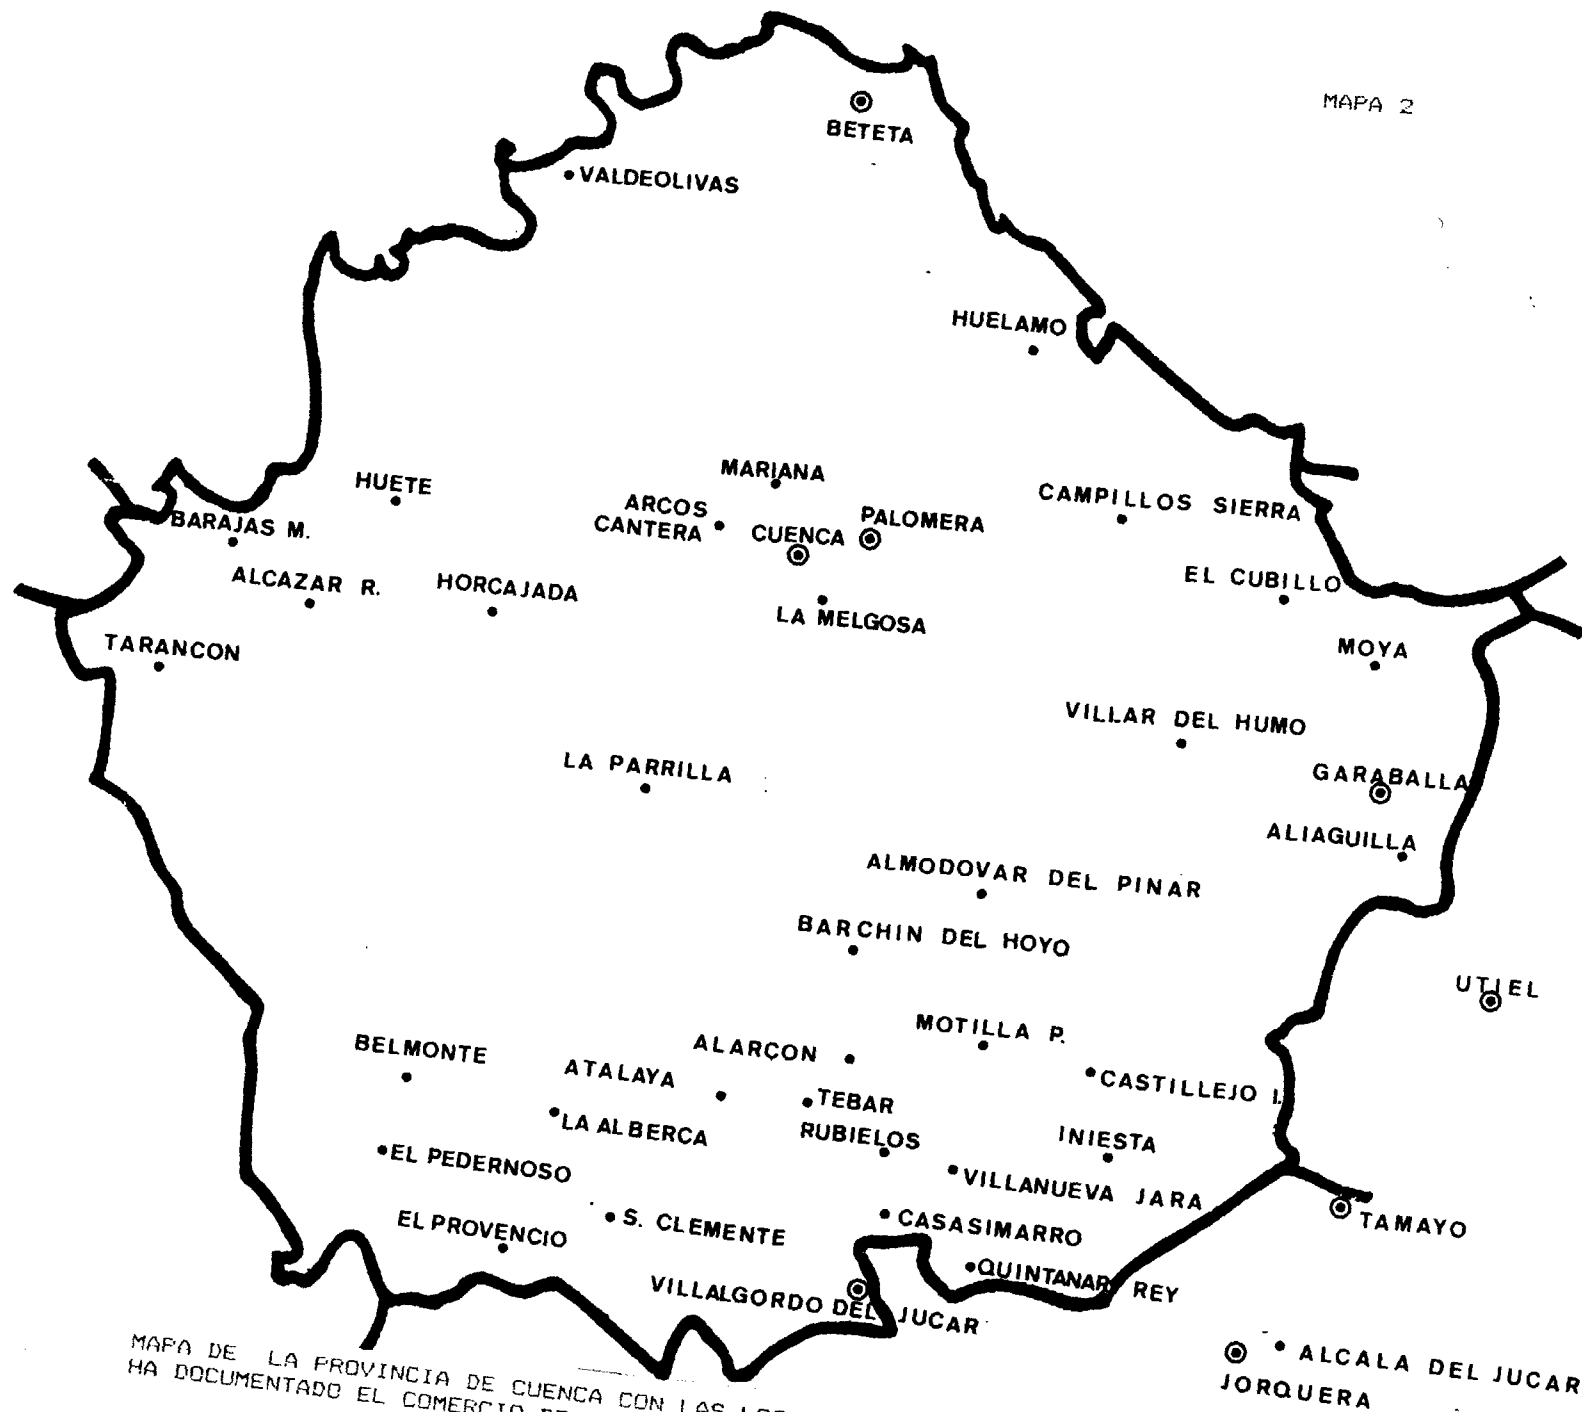 MAPA 2
BETETA
VALDEOLIVAS
HUELAMO
MARIANA
HUETE
ARCOS
CANTERA
CUENCA
PALOMERA
CAMPILLOS SIERRA
BARAJAS M.
ALCAZAR R.
HORCAJADA
EL CUBILLO
LA MELGOSA
TARANCON
MOYA
VILLAR DEL HUMO
LA PARRILLA
GARABALLA
ALIAGUILLA
ALMODOVAR DEL PINAR
BARCHIN DEL HOYO
UTIEL
MOTILLA P.
BELMONTE
ALARCON
ATALAYA
CASTILLEJO I.
TEBAR
LA ALBERCA
RUBIELOS
INIESTA
EL PEDERNOSO
VILLANUEVA JARA
S. CLEMENTE
CASASIMARRO
EL PROVENCIO
TAMAYO
QUINTANAR REY
VILLALGORDO DEL JUCAR
ALCALA DEL JUCAR
JORQUERA
MAPA DE LA PROVINCIA DE CUENCA CON LAS
HA DOCUMENTADO EL COMERCIO